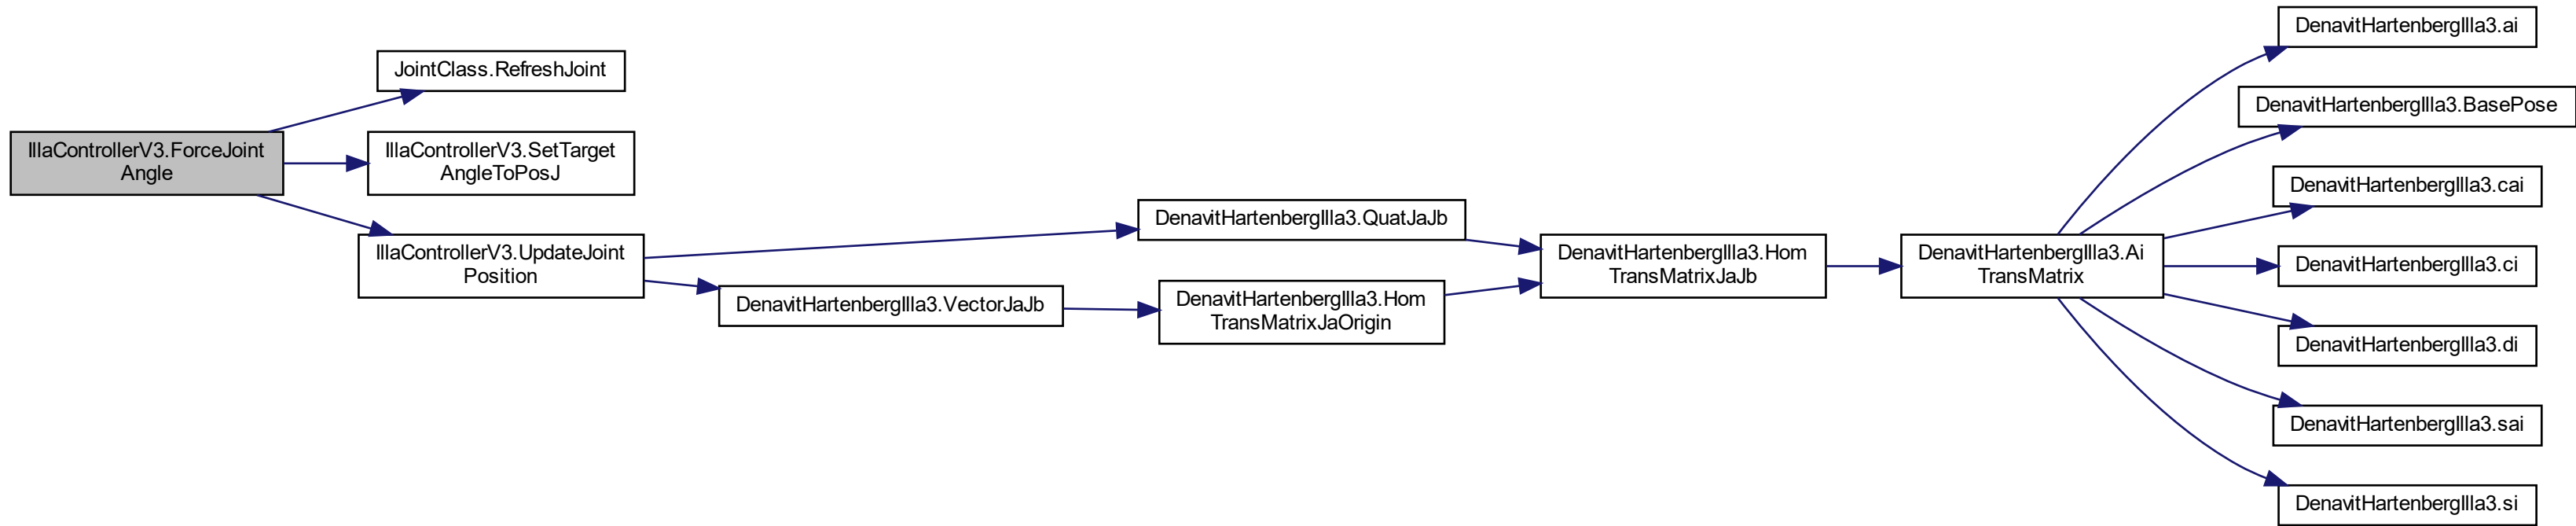 IllaControllerV3.ForceJoint
Angle
JointClass.RefreshJoint
IllaControllerV3.SetTarget
AngleToPosJ
IllaControllerV3.UpdateJoint
Position
DenavitHartenbergIlla3.QuatJaJb
DenavitHartenbergIlla3.VectorJaJb
DenavitHartenbergIlla3.Hom
TransMatrixJaOrigin
DenavitHartenbergIlla3.Hom
TransMatrixJaJb
DenavitHartenbergIlla3.Ai
TransMatrix
DenavitHartenbergIlla3.ai
DenavitHartenbergIlla3.BasePose
DenavitHartenbergIlla3.cai
DenavitHartenbergIlla3.ci
DenavitHartenbergIlla3.di
DenavitHartenbergIlla3.sai
DenavitHartenbergIlla3.si